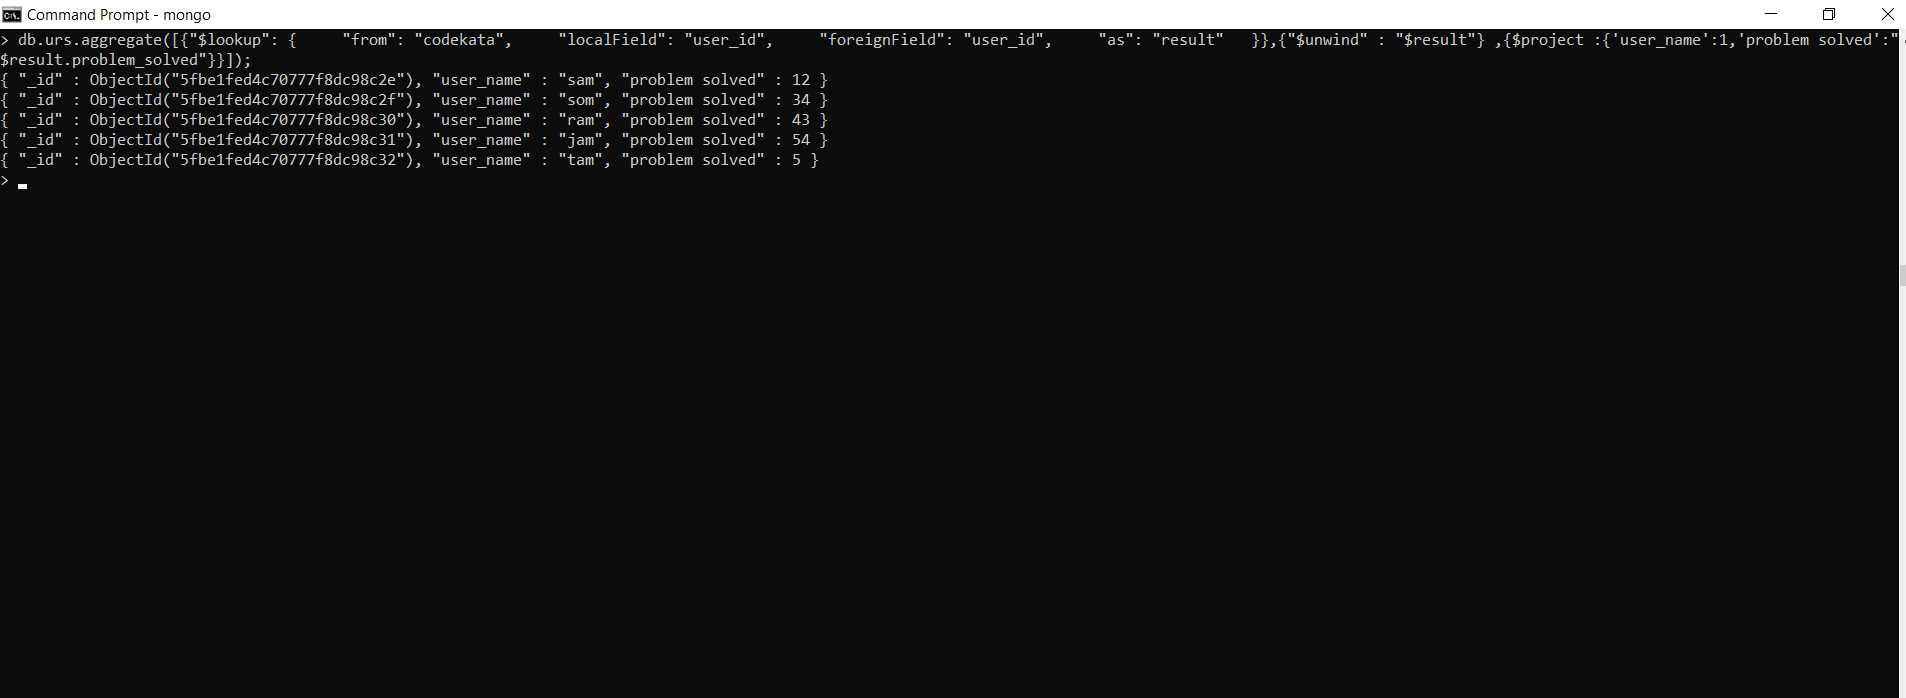 Command Prompt - mongo
> db.urs.aggregate([{"$lookup": {     "from": "codekata",     "localField": "user_id",     "foreignField": "user_id",     "as": "result"   }},{"$unwind" : "$result"} ,{$project :{'user_name':1,'problem solved':"
$result.problem_solved"}}]);
{ "_id" : ObjectId("5fbe1fed4c70777f8dc98c2e"), "user_name" : "sam", "problem solved" : 12 }
{ "_id" : ObjectId("5fbe1fed4c70777f8dc98c2f"), "user_name" : "som", "problem solved" : 34 }
{ "_id" : ObjectId("5fbe1fed4c70777f8dc98c30"), "user_name" : "ram", "problem solved" : 43 }
{ "_id" : ObjectId("5fbe1fed4c70777f8dc98c31"), "user_name" : "jam", "problem solved" : 54 }
{ "_id" : ObjectId("5fbe1fed4c70777f8dc98c32"), "user_name" : "tam", "problem solved" : 5 }
>